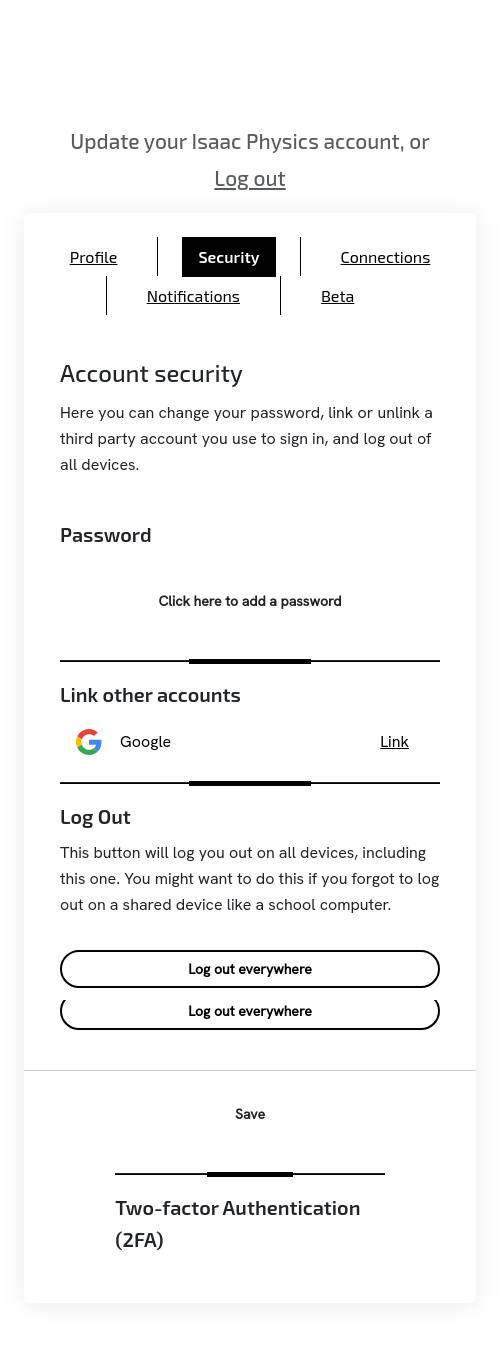 Update your Isaac Physics account, or
Log out
Profile
Security
Connections
Notifications
Beta
Account security
Here you can change your password, link or unlink a
third party account you use to sign in, and log out of
all devices.
Password
Click here to add a password
Link other accounts
Google
Link
Log Out
This button will log you out on all devices, including
this one. You might want to do this if you forgot to log
out on a shared device like a school computer.
Log out everywhere
Log out everywhere
Save
Two-factor Authentication
(2FA)